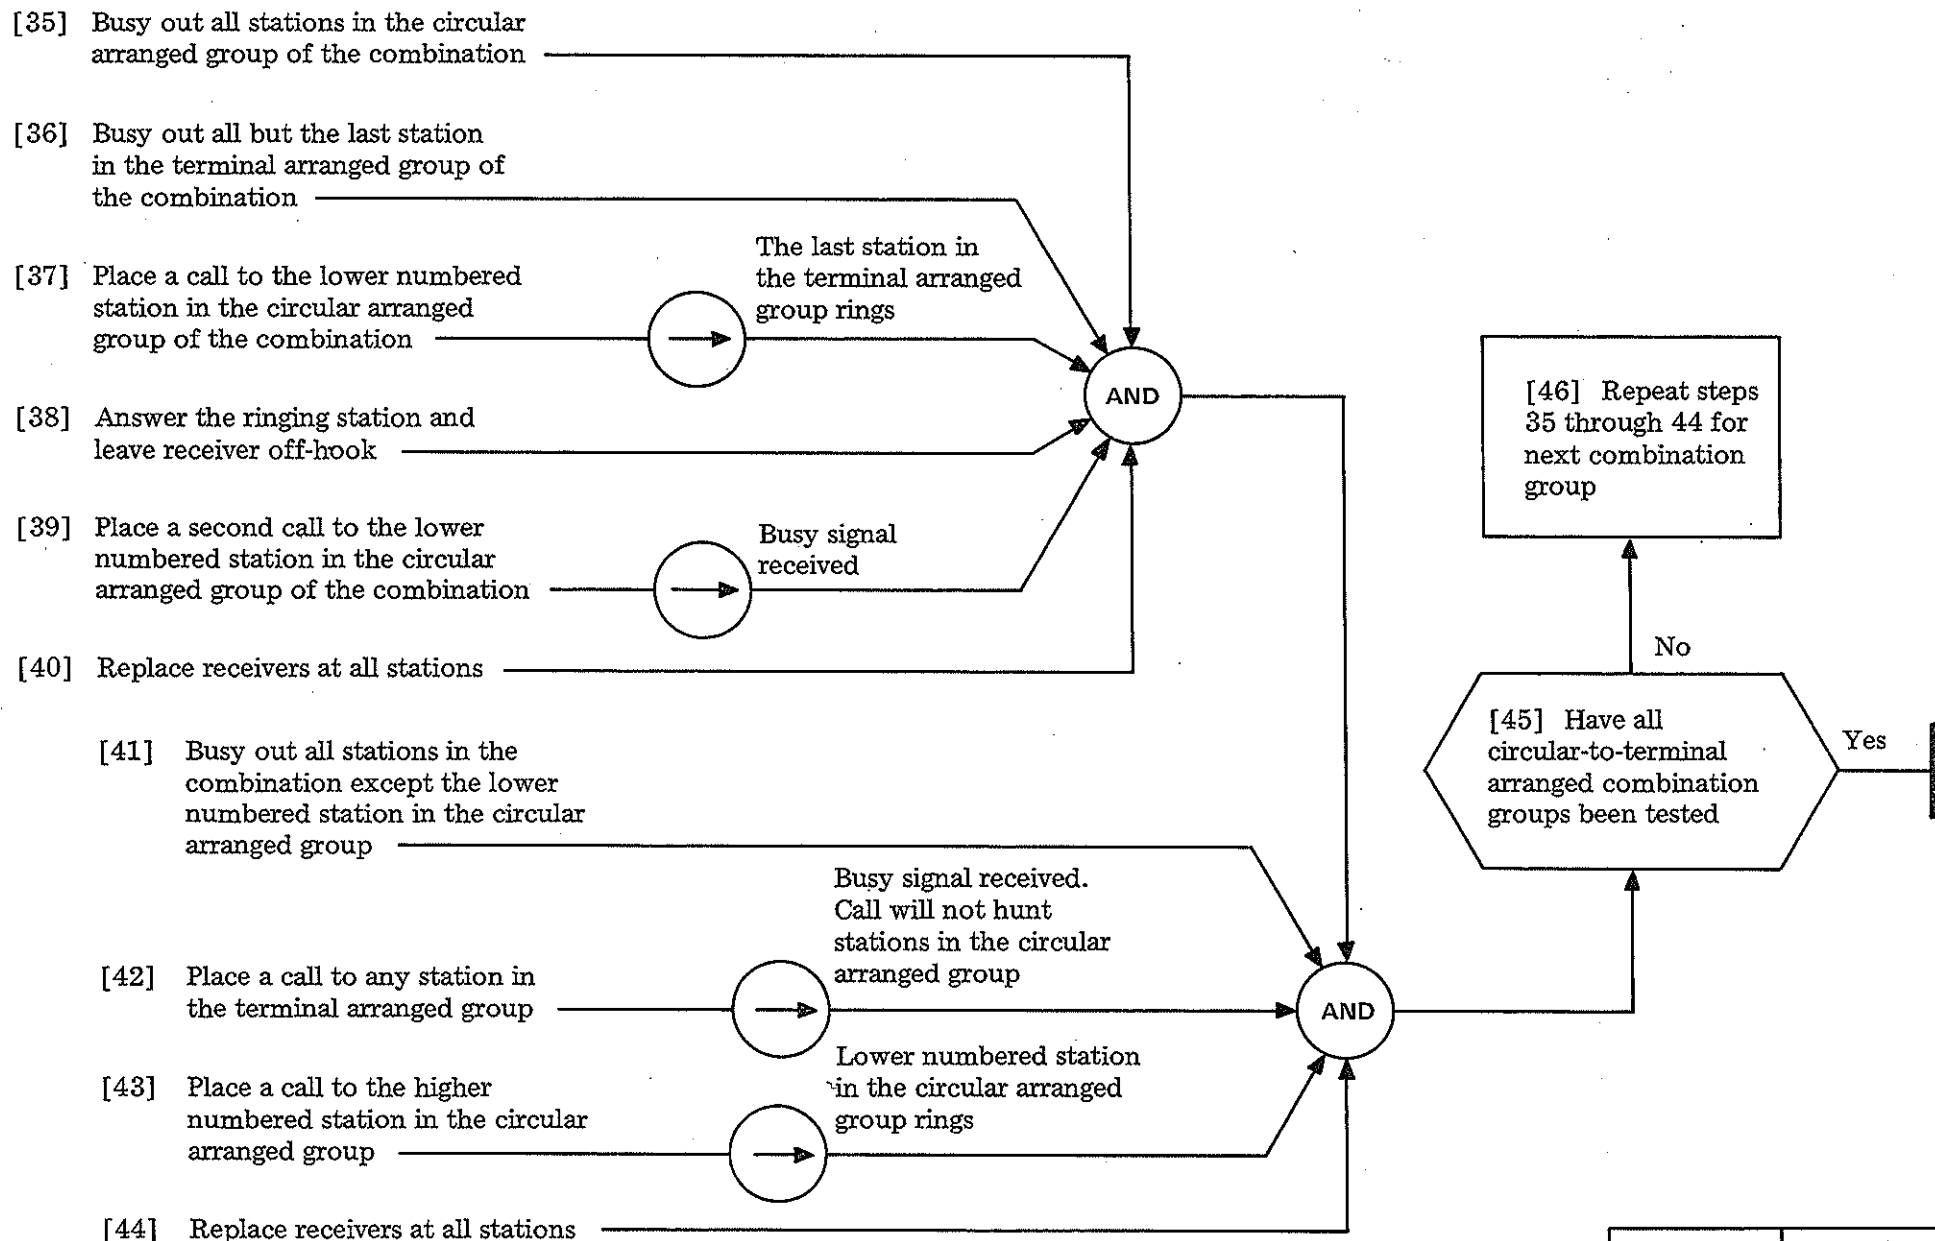 [35] Busy out all stations in the circular
arranged group of the combination
[36] Busy out all but the last station
in the terminal arranged group of
the combination
The last station in
the terminal arranged
group rings
[37] Place a call to the lower numbered
station in the circular arranged
group of the combination
AND
[38] Answer the ringing station and
leave receiver off-hook
[39] Place a second call to the lower
numbered station in the circular
arranged group of the combination
Busy signal
received
[40] Replace receivers at all stations
[41] Busy out all stations in the
combination except the lower
numbered station in the circular
arranged group
Busy signal received.
Call will not hunt
stations in the circular
arranged group
[42] Place a call to any station in
the terminal arranged group
AND
Lower numbered station
in the circular arranged
group rings
[43] Place a call to the higher
numbered station in the circular
arranged group
[44] Replace receivers at all stations
[46] Repeat steps
35 through 44 for
next combination
group
No
[45] Have all
circular-to-terminal
arranged combination
groups been tested
Yes